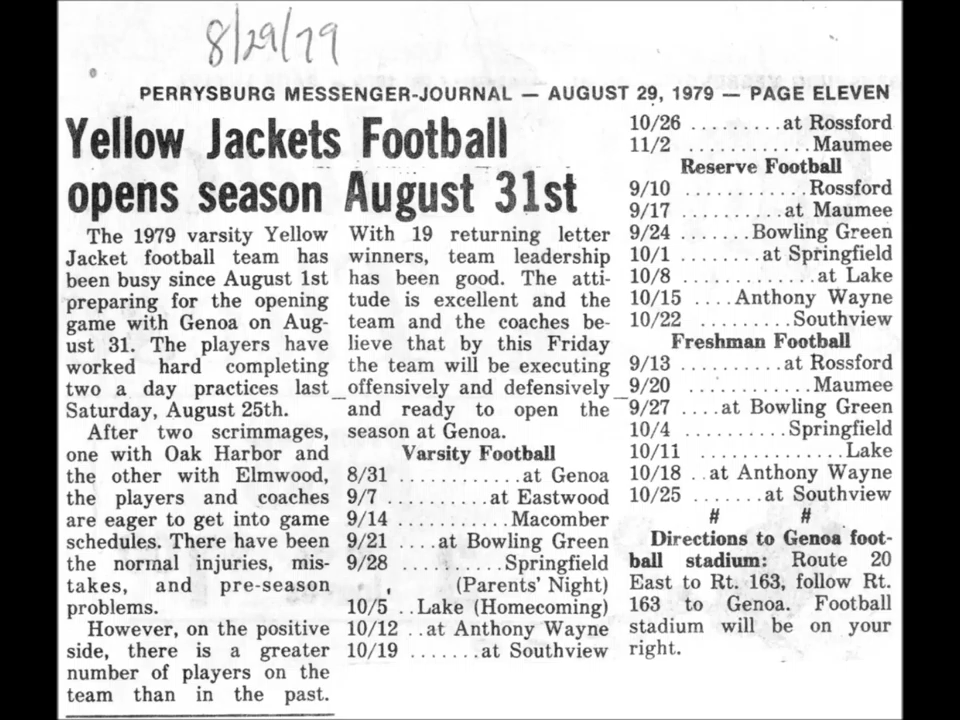 8/29/79
PERRYSBURG MESSENGER-JOURNAL — AUGUST 29, 1979 — PAGE ELEVEN
Yellow Jackets Football
opens season August 31st
The 1979 varsity Yellow
Jacket football team has
been busy since August 1st
preparing for the opening
game with Genoa on Aug-
ust 31. The players have
worked hard completing
two a day practices last
Saturday, August 25th.
After two scrimmages,
one with Oak Harbor and
the other with Elmwood,
the players and coaches
are eager to get into game
schedules. There have been
the normal injuries, mis-
takes, and pre-season
problems.
However, on the positive
side, there is a greater
number of players on the
team than in the past.
With 19 returning letter
winners, team leadership
has been good. The atti-
tude is excellent and the
team and the coaches be-
lieve that by this Friday
the team will be executing
offensively and defensively
and ready to open the
season at Genoa.
Varsity Football
8/31 ............at Genoa
9/7 ..........at Eastwood
9/14 ...........Macomber
9/21 ....at Bowling Green
9/28 ..........Springfield
(Parents' Night)
10/5 ..Lake (Homecoming)
10/12 ..at Anthony Wayne
10/19 .......at Southview
10/26 .........at Rossford
11/2 ............Maumee
Reserve Football
9/10 ............Rossford
9/17 ..........at Maumee
9/24 .......Bowling Green
10/1 .......at Springfield
10/8 .............at Lake
10/15 ....Anthony Wayne
10/22 .........Southview
Freshman Football
9/13 .........at Rossford
9/20 ............Maumee
9/27 ....at Bowling Green
10/4 ..........Springfield
10/11 ..............Lake
10/18 ..at Anthony Wayne
10/25 .......at Southview
# #
Directions to Genoa foot-
ball stadium: Route 20
East to Rt. 163, follow Rt.
163 to Genoa. Football
stadium will be on your
right.